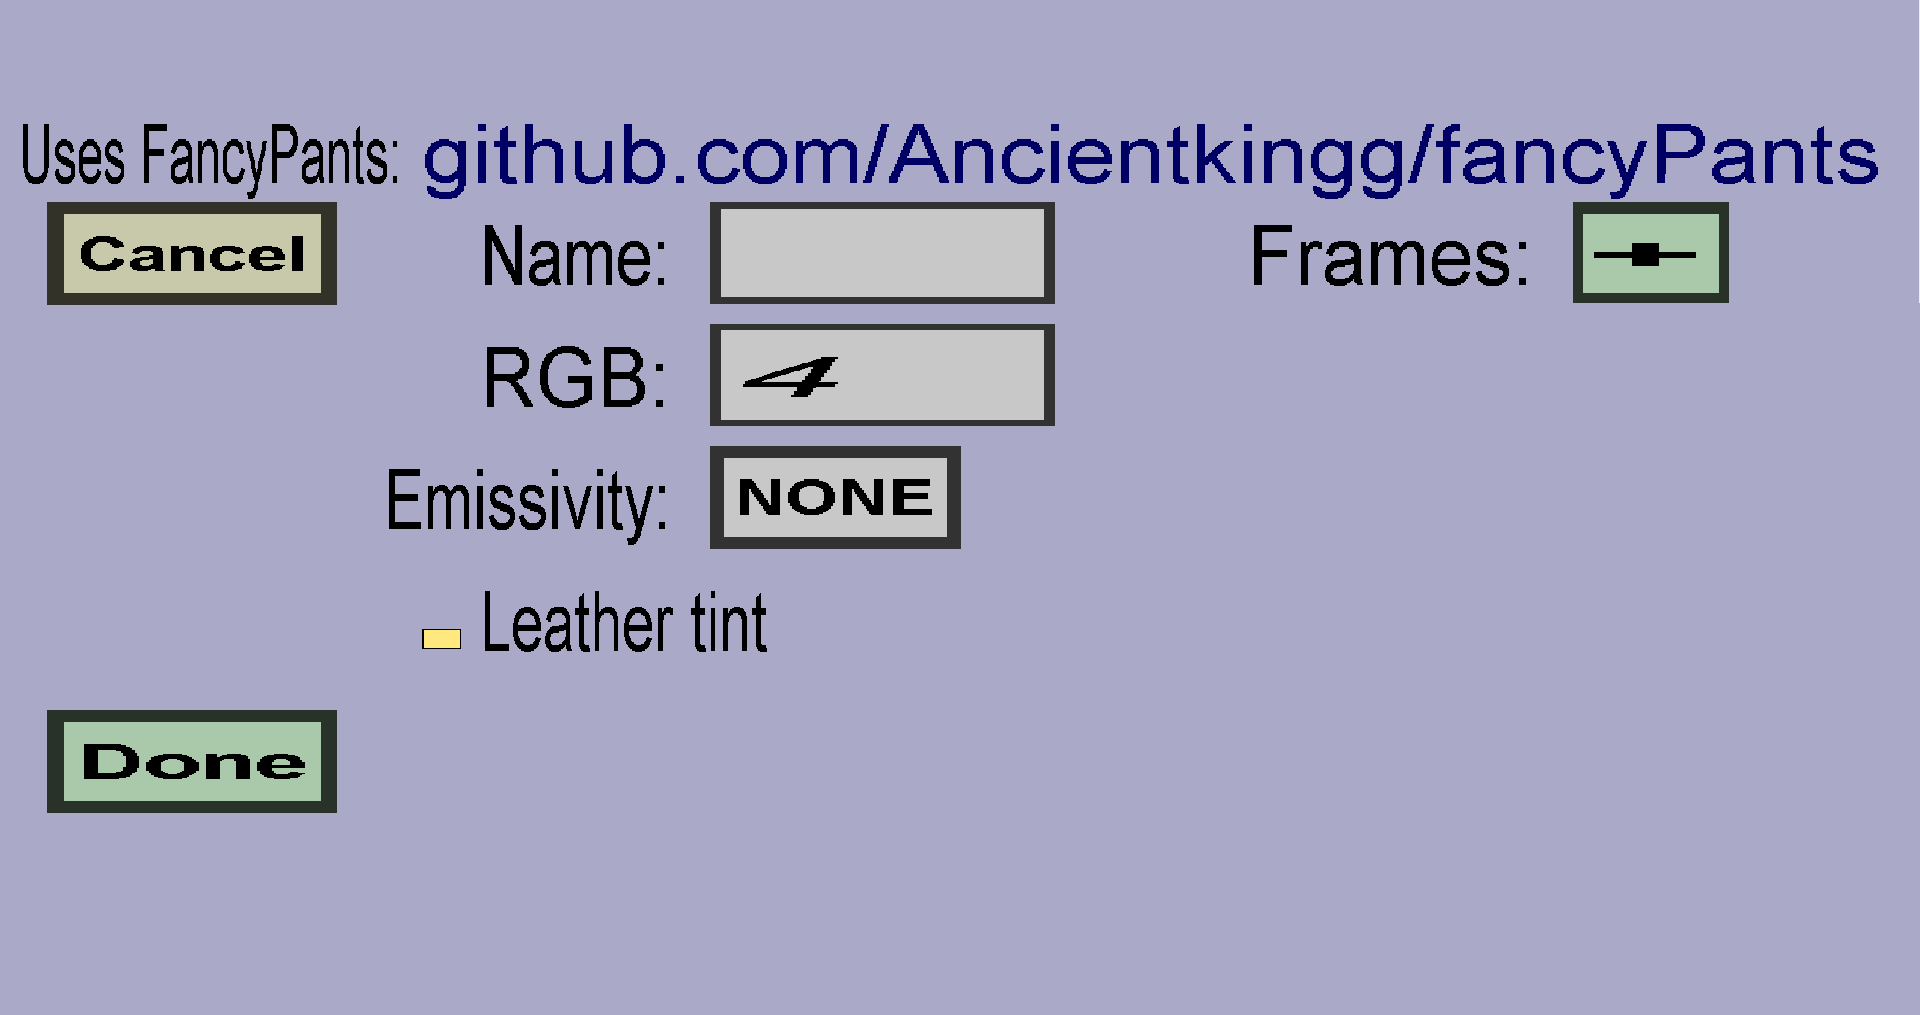 Uses FancyPants: github.com/Ancientkingg/fancyPants
Cancel Name: Frames:
RGB: 4
Emissivity: NONE
Leather tint
Done